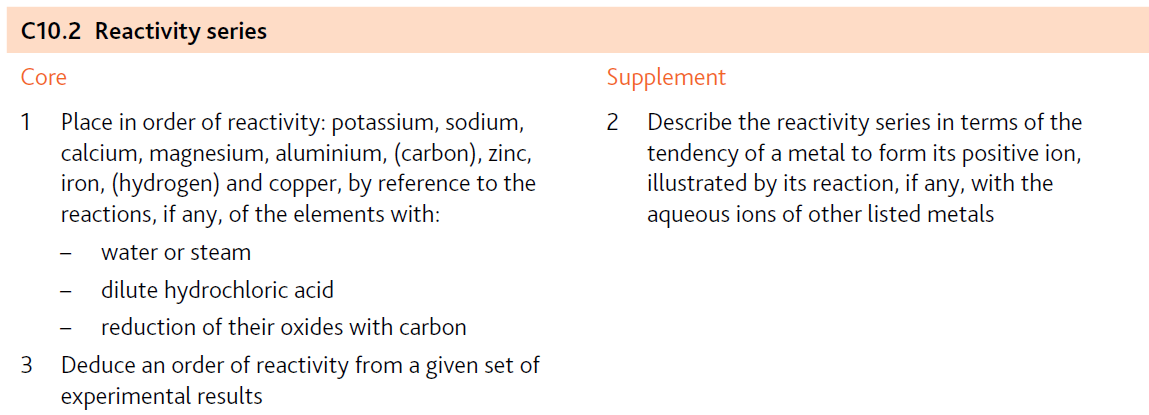 C10.2 Reactivity series
Core
1 Place in order of reactivity: potassium, sodium,
calcium, magnesium, aluminium, (carbon), zinc,
iron, (hydrogen) and copper, by reference to the
reactions, if any, of the elements with:
– water or steam
– dilute hydrochloric acid
– reduction of their oxides with carbon
3 Deduce an order of reactivity from a given set of
experimental results
Supplement
2 Describe the reactivity series in terms of the
tendency of a metal to form its positive ion,
illustrated by its reaction, if any, with the
aqueous ions of other listed metals